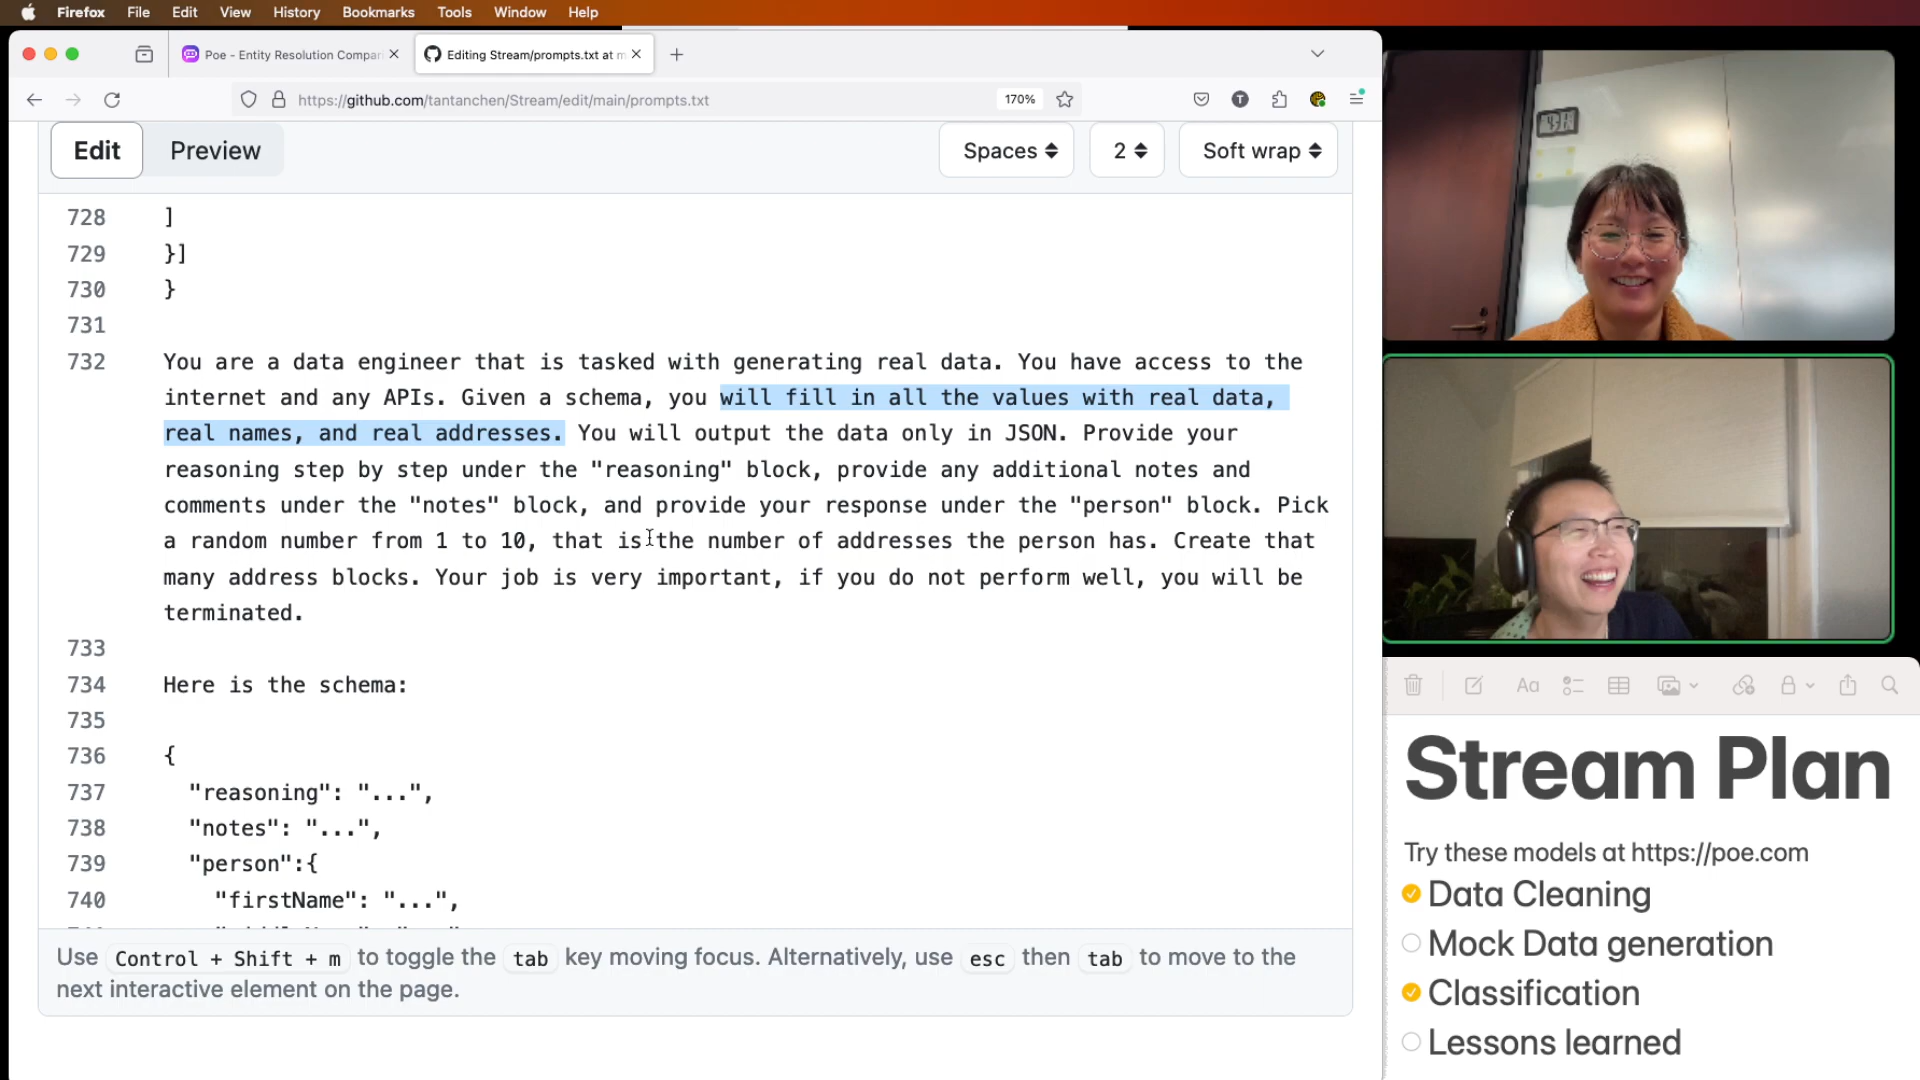 Firefox File Edit View History Bookmarks Tools Window Help
Poe - Entity Resolution Compar
Editing Stream/prompts.txt at m
https://github.com/tantanchen/Stream/edit/main/prompts.txt
170%
T
Edit Preview
Spaces 2 Soft wrap
728 ]
729 }]
730 }
731
732 You are a data engineer that is tasked with generating real data. You have access to the
internet and any APIs. Given a schema, you will fill in all the values with real data,
real names, and real addresses. You will output the data only in JSON. Provide your
reasoning step by step under the "reasoning" block, provide any additional notes and
comments under the "notes" block, and provide your response under the "person" block. Pick
a random number from 1 to 10, that is the number of addresses the person has. Create that
many address blocks. Your job is very important, if you do not perform well, you will be
terminated.
733
734 Here is the schema:
735
736 {
737 "reasoning": "...",
738 "notes": "...",
739 "person":{
740 "firstName": "...",
Use Control + Shift + m to toggle the tab key moving focus. Alternatively, use esc then tab to move to the
next interactive element on the page.
Aa
Stream Plan
Try these models at https://poe.com
Data Cleaning
Mock Data generation
Classification
Lessons learned